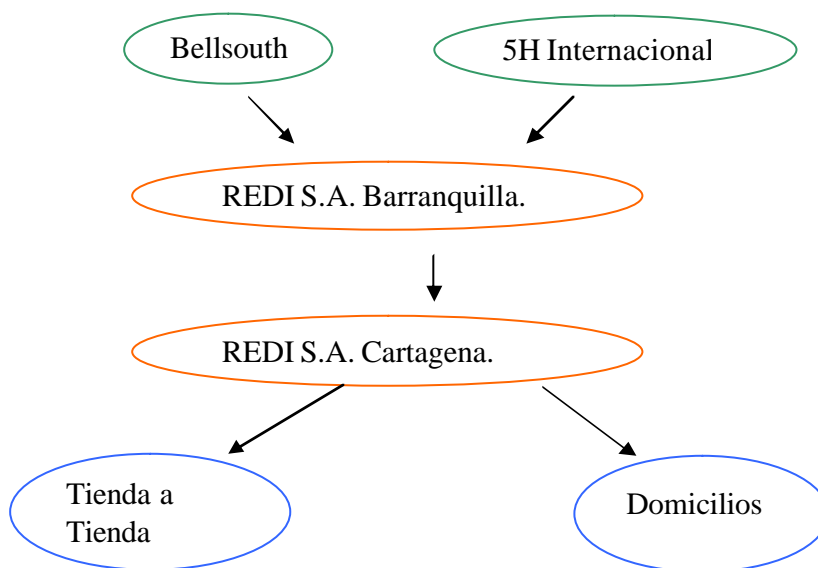 Bellsouth
5H Internacional
REDI S.A. Barranquilla.
REDI S.A. Cartagena.
Tienda a
Tienda
Domicilios